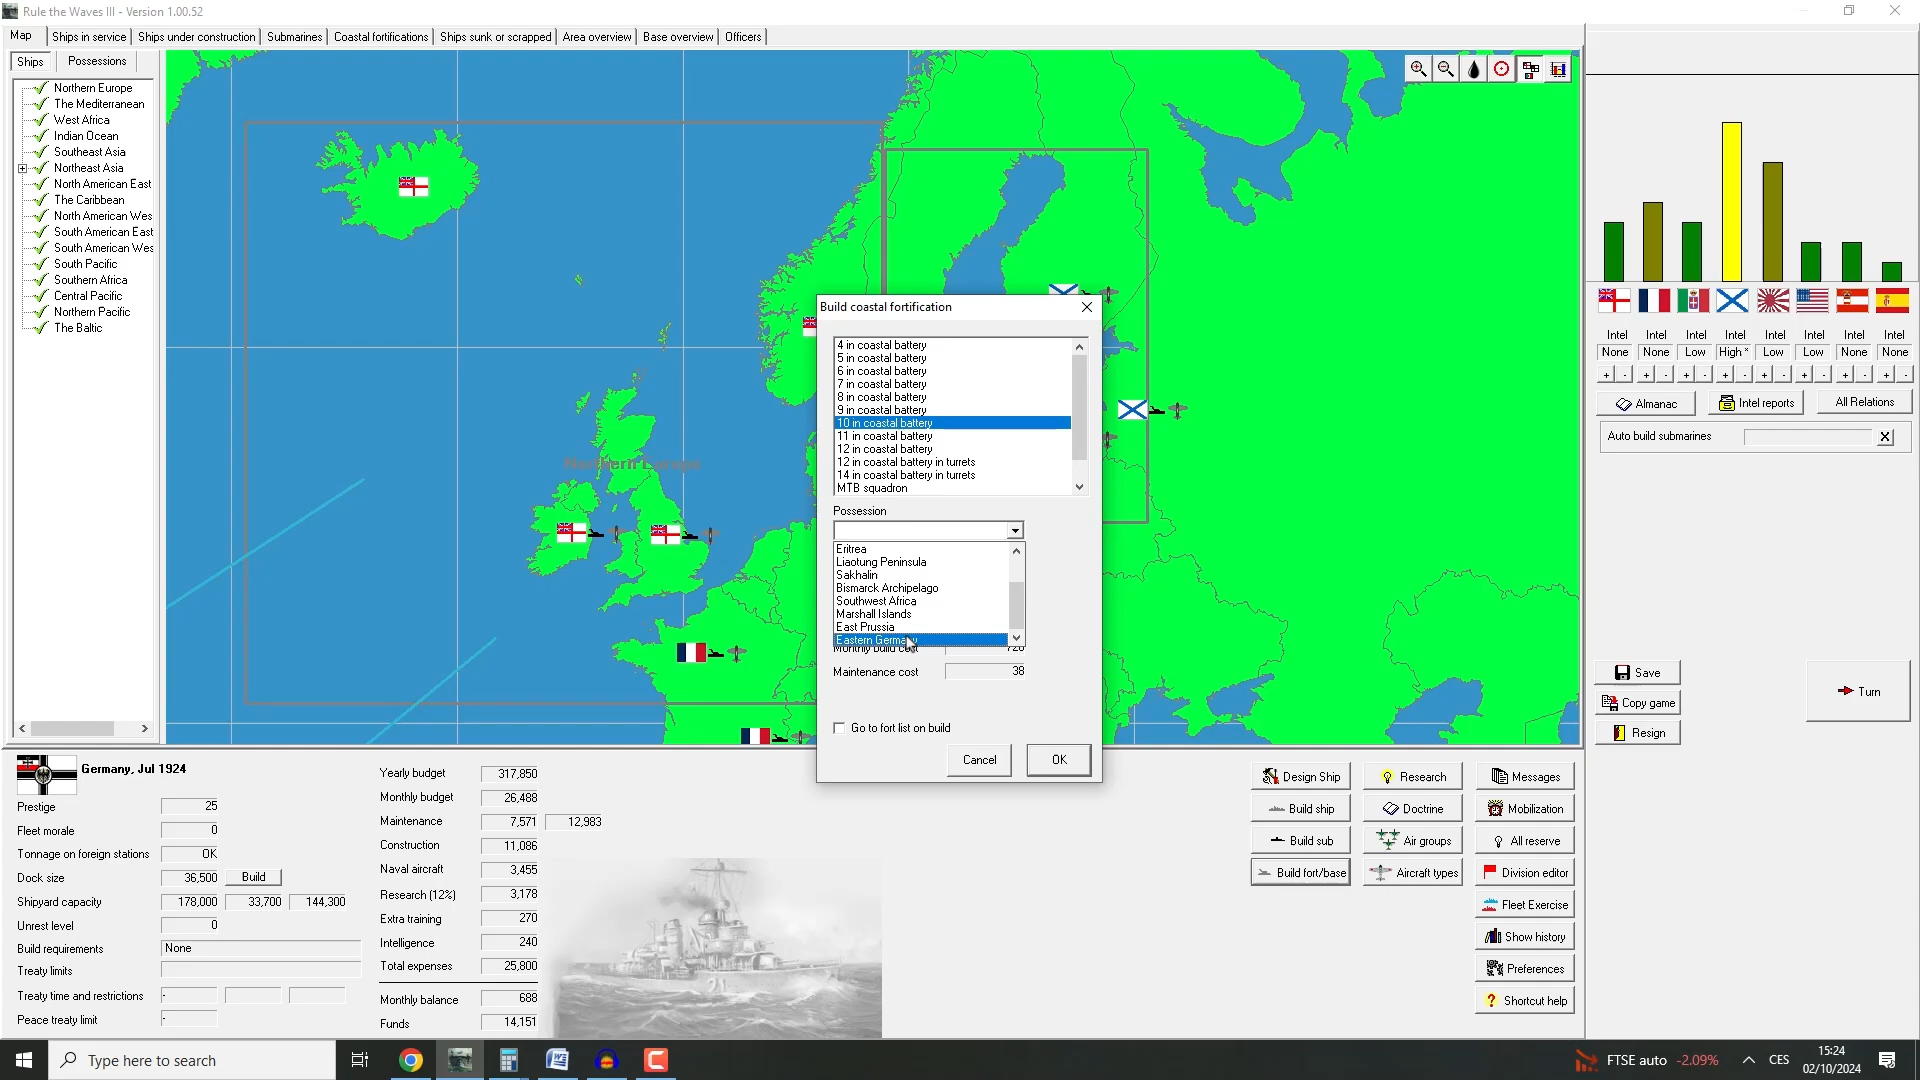 Rule the Waves III - Version 1.00.52
Map
Ships in service
Ships under construction
Submarines
Coastal fortifications
Ships sunk or scrapped
Area overview
Base overview
Officers
Ships
Possessions
Northern Europe
The Mediterranean
West Africa
Indian Ocean
Southeast Asia
Northeast Asia
North American East
The Caribbean
North American Wes
South American East
South American Wes
South Pacific
Southern Africa
Central Pacific
Northern Pacific
The Baltic
Northern Europe
Build coastal fortification
4 in coastal battery
5 in coastal battery
6 in coastal battery
7 in coastal battery
8 in coastal battery
9 in coastal battery
10 in coastal battery
11 in coastal battery
12 in coastal battery
12 in coastal battery in turrets
14 in coastal battery in turrets
MTB squadron
Possession
Eritrea
Liaotung Peninsula
Sakhalin
Bismarck Archipelago
Southwest Africa
Marshall Islands
East Prussia
Eastern Germany
Monthly build cost 720
Maintenance cost 38
Go to fort list on build
Cancel
OK
Intel Intel Intel Intel Intel Intel Intel Intel
None None Low High * Low Low None None
+ - + - + - + - + - + - + - + -
Almanac
Intel reports
All Relations
Auto build submarines
X
Save
Copy game
Resign
Turn
Germany, Jul 1924
Prestige 25
Fleet morale 0
Tonnage on foreign stations OK
Dock size 36,500 Build
Shipyard capacity 178,000 33,700 144,300
Unrest level 0
Build requirements None
Treaty limits
Treaty time and restrictions -
Peace treaty limit -
Yearly budget 317,850
Monthly budget 26,488
Maintenance 7,571 12,983
Construction 11,086
Naval aircraft 3,455
Research (12%) 3,178
Extra training 270
Intelligence 240
Total expenses 25,800
Monthly balance 688
Funds 14,151
Design Ship
Research
Messages
Build ship
Doctrine
Mobilization
Build sub
Air groups
All reserve
Build fort/base
Aircraft types
Division editor
Fleet Exercise
Show history
Preferences
Shortcut help
Type here to search
FTSE auto -2.09%
CES
15:24
02/10/2024